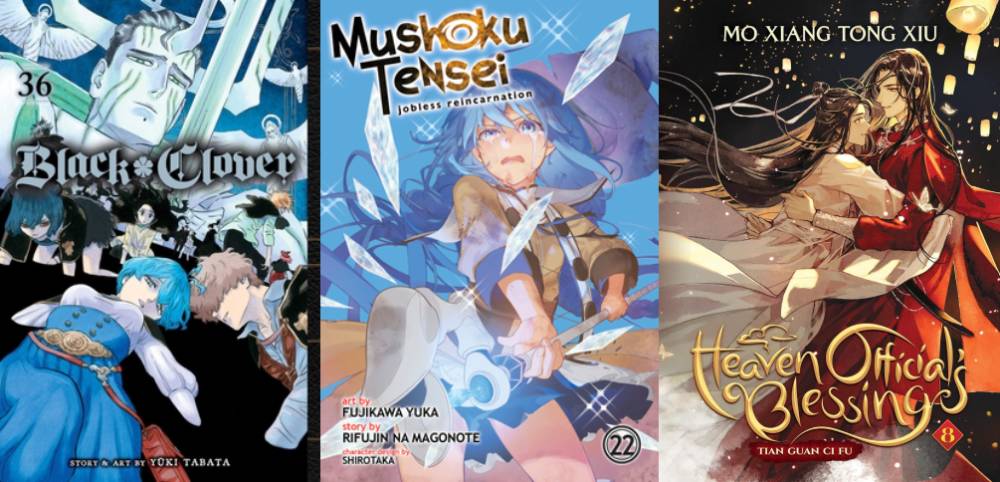 36
Black Clover
STORY & ART BY YŪKI TABATA
Mushoku
Tensei
jobless reincarnation
art by
FUJIKAWA YUKA
story by
RIFUJIN NA MAGONOTE
character design by
SHIROTAKA
22
MO XIANG TONG XIU
Heaven Official's
Blessing
8
TIAN GUAN CI FU